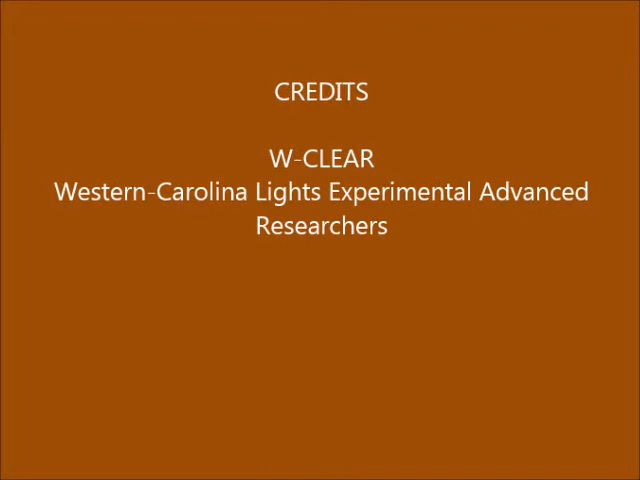 CREDITS
W-CLEAR
Western-Carolina Lights Experimental Advanced
Researchers